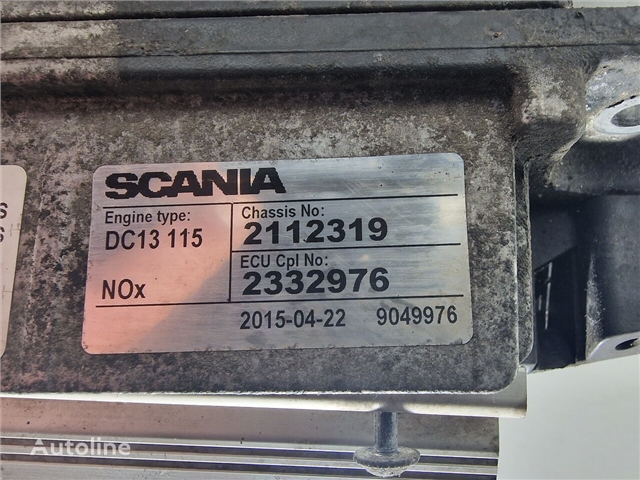 SCANIA
Engine type:
DC13 115
NOx
Chassis No:
2112319
ECU Cpl No:
2332976
2015-04-22 9049976
S
Autoline